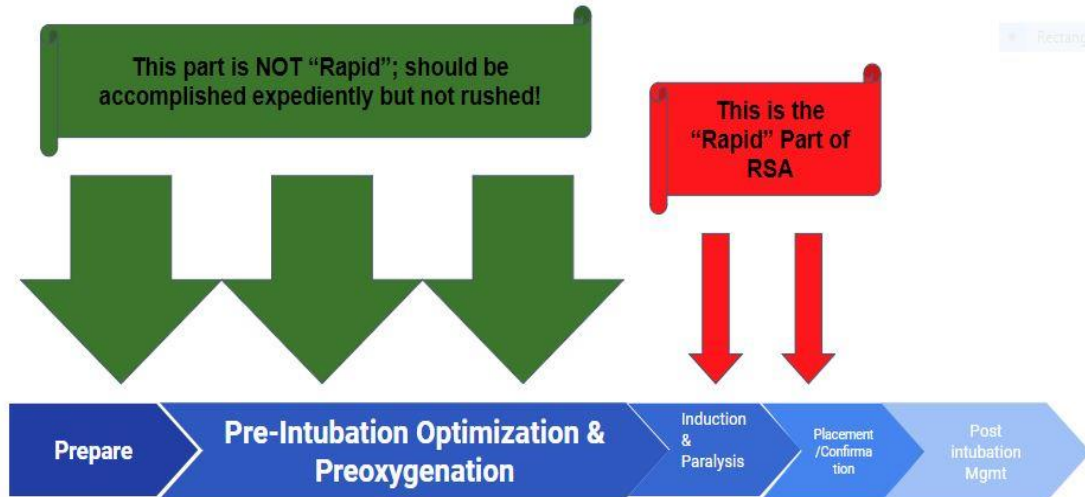 This part is NOT “Rapid”; should be
accomplished expediently but not rushed!
This is the
“Rapid” Part of
RSA
Prepare
Pre-Intubation Optimization &
Preoxygenation
Induction
&
Paralysis
Placement
/Confirma
tion
Post
intubation
Mgmt